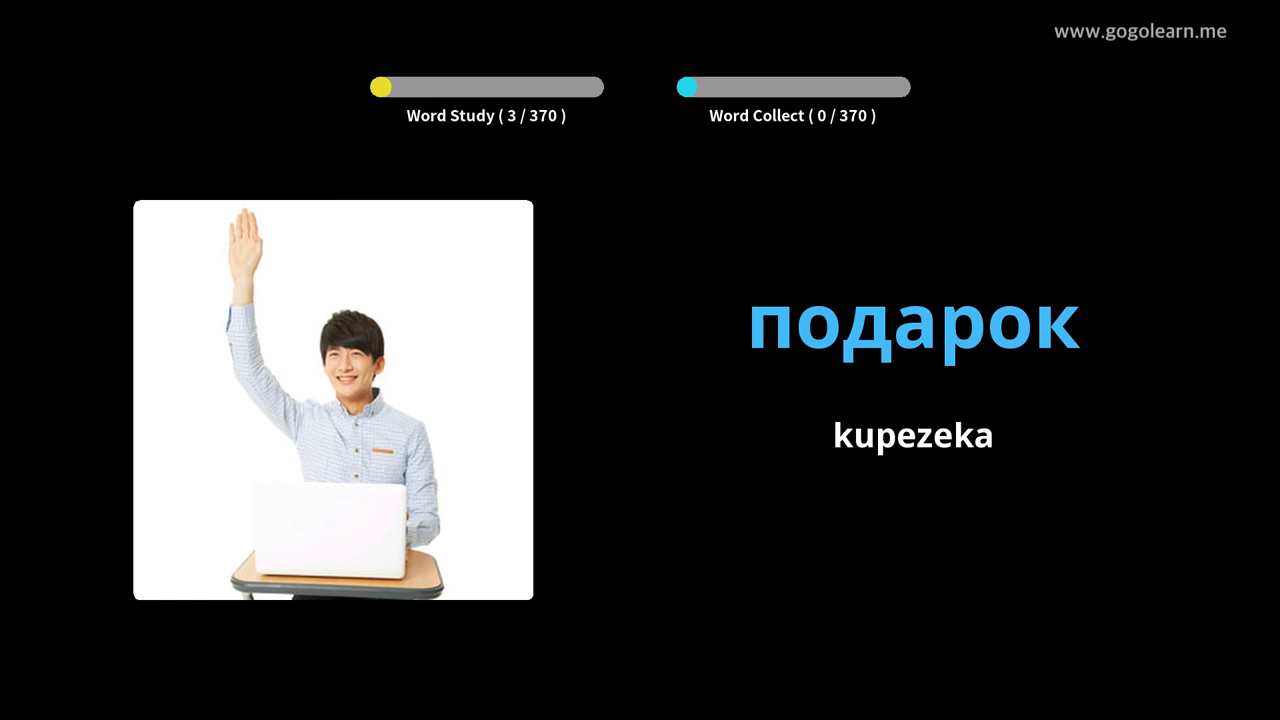 www.gogolearn.me
Word Study ( 3 / 370 )
Word Collect ( 0 / 370 )
подарок
kupezeka